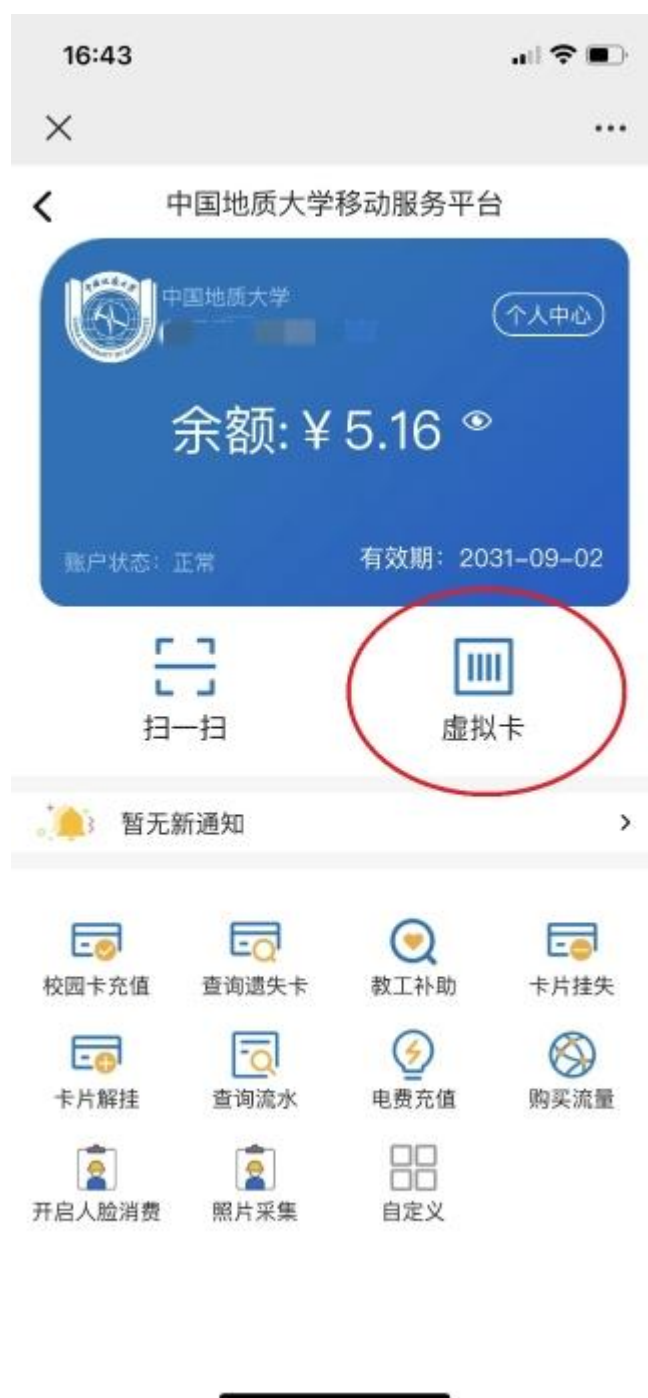 16:43
中国地质大学移动服务平台
中国地质大学
个人中心
余额:¥5.16
账户状态：正常
有效期：2031-09-02
扫一扫
虚拟卡
暂无新通知
校园卡充值
查询遗失卡
教工补助
卡片挂失
卡片解挂
查询流水
电费充值
购买流量
开启人脸消费
照片采集
自定义